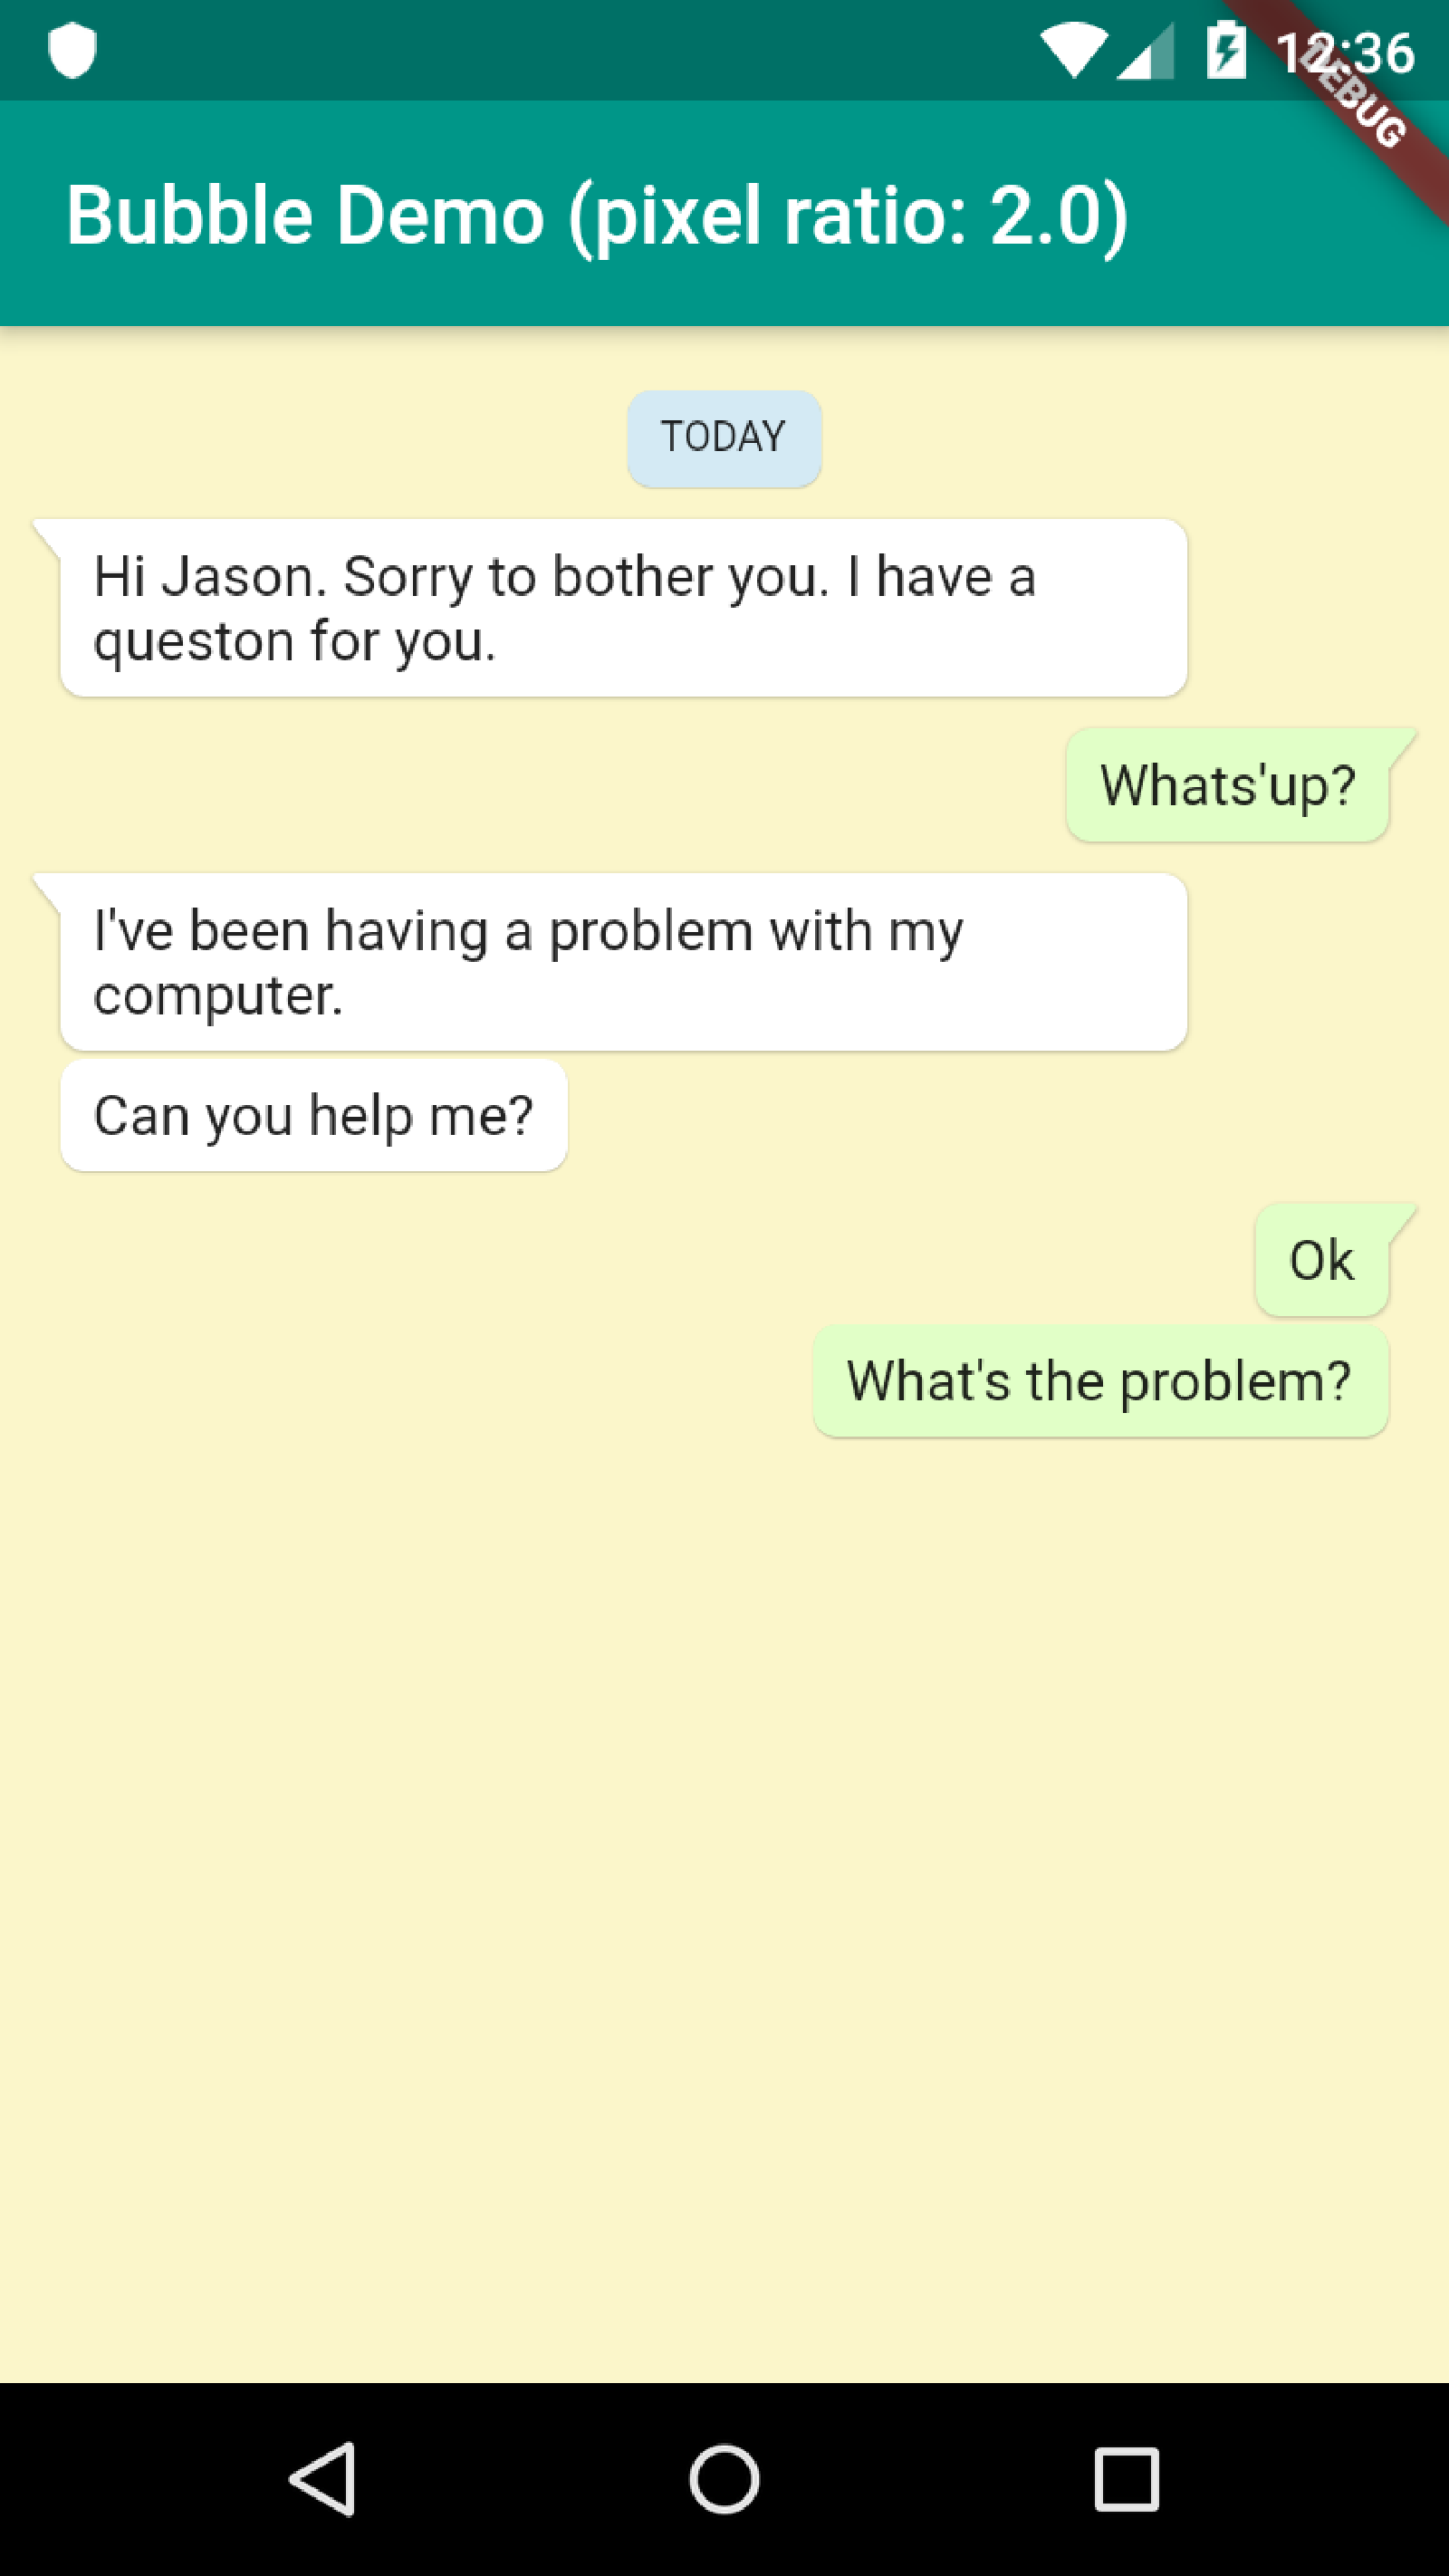 12:36
DEBUG
Bubble Demo (pixel ratio: 2.0)
TODAY
Hi Jason. Sorry to bother you. I have a
queston for you.
Whats'up?
I've been having a problem with my
computer.
Can you help me?
Ok
What's the problem?